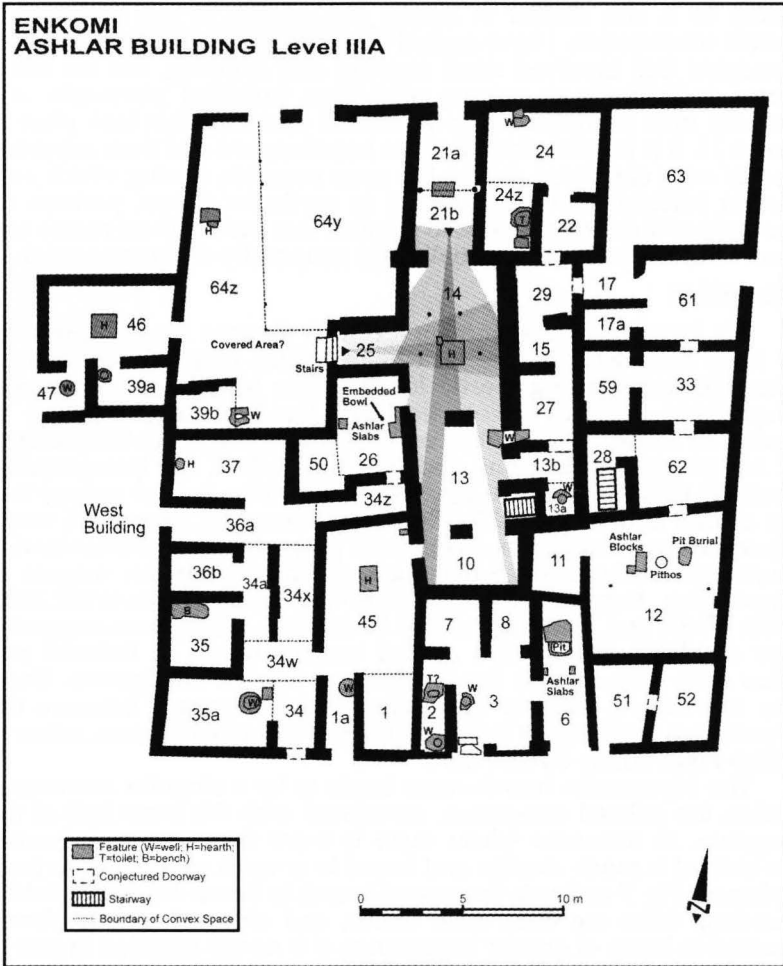 ENKOMI
ASHLAR BUILDING Level IIIA
21a
W
24
63
21b
24z
T
22
64y
H
64z
14
29
17
61
46
H
17a
Covered Area?
25
Stairs
H
15
59
33
47
W
39a
39b
W
Embedded
Bowl
Ashlar
Slabs
26
27
W
37
H
50
13
13b
28
62
W
13a
34z
West
Building
36a
36b
34a
34x
H
10
11
Ashlar
Blocks
Pit Burial
Pithos
12
B
35
45
7
8
Pit
34w
Ashlar
Slabs
35a
W
34
W
1a
1
T?
2
W
W
3
6
51
52
Feature (W=well; H=hearth;
T=toilet; B=bench)
Conjectured Doorway
Stairway
Boundary of Convex Space
0 5 10 m
N